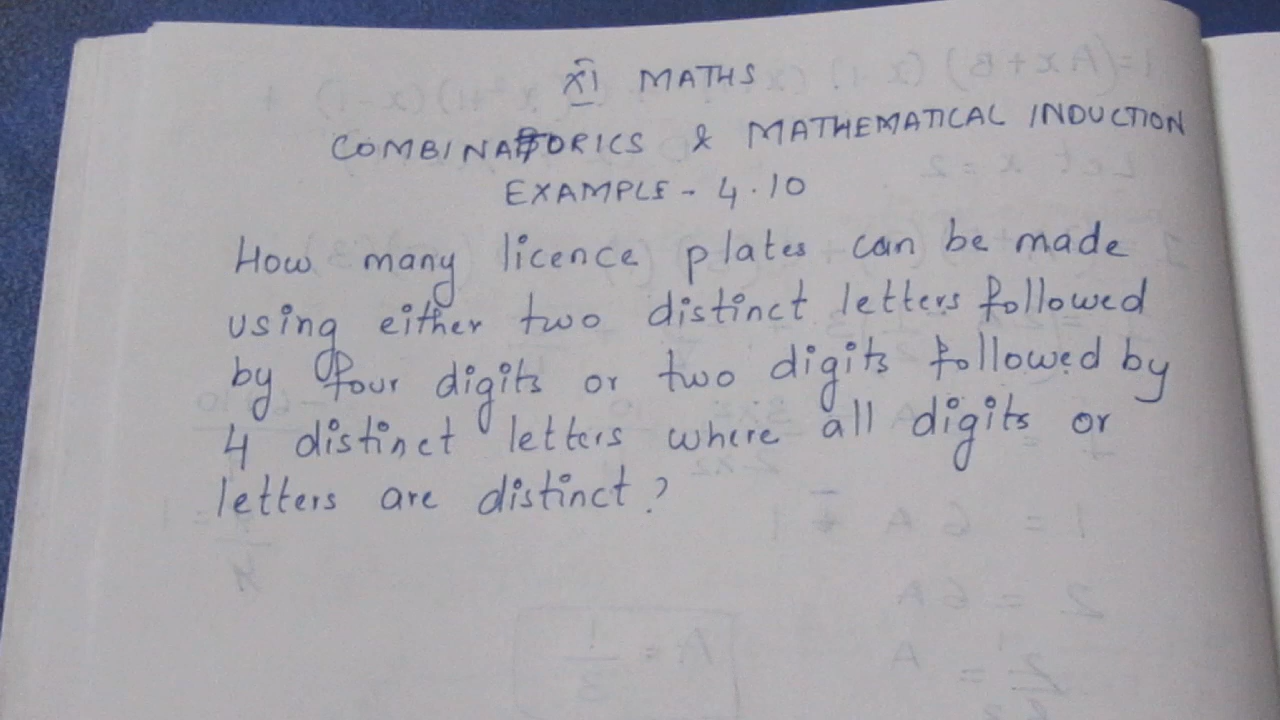 XI MATHS
COMBINATORICS & MATHEMATICAL INDUCTION
EXAMPLE - 4.10
How many licence plates can be made
using either two distinct letters followed
by four digits or two digits followed by
4 distinct letters where all digits or
letters are distinct?